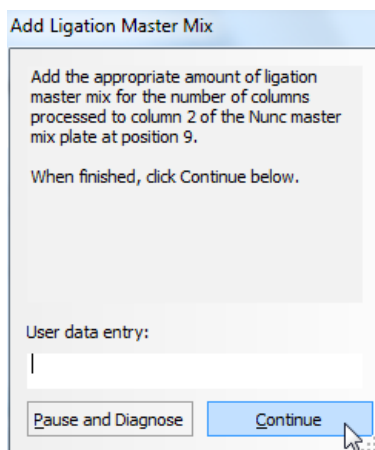 Add Ligation Master Mix
Add the appropriate amount of ligation
master mix for the number of columns
processed to column 2 of the Nunc master
mix plate at position 9.
When finished, click Continue below.
User data entry:
Pause and Diagnose
Continue